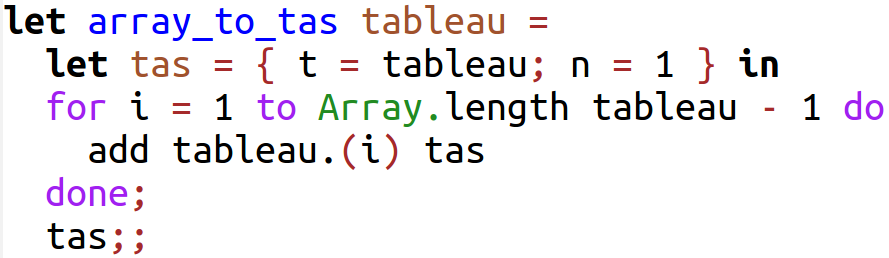 let array_to_tas tableau =
  let tas = { t = tableau; n = 1 } in
  for i = 1 to Array.length tableau - 1 do
    add tableau.(i) tas
  done;
  tas;;